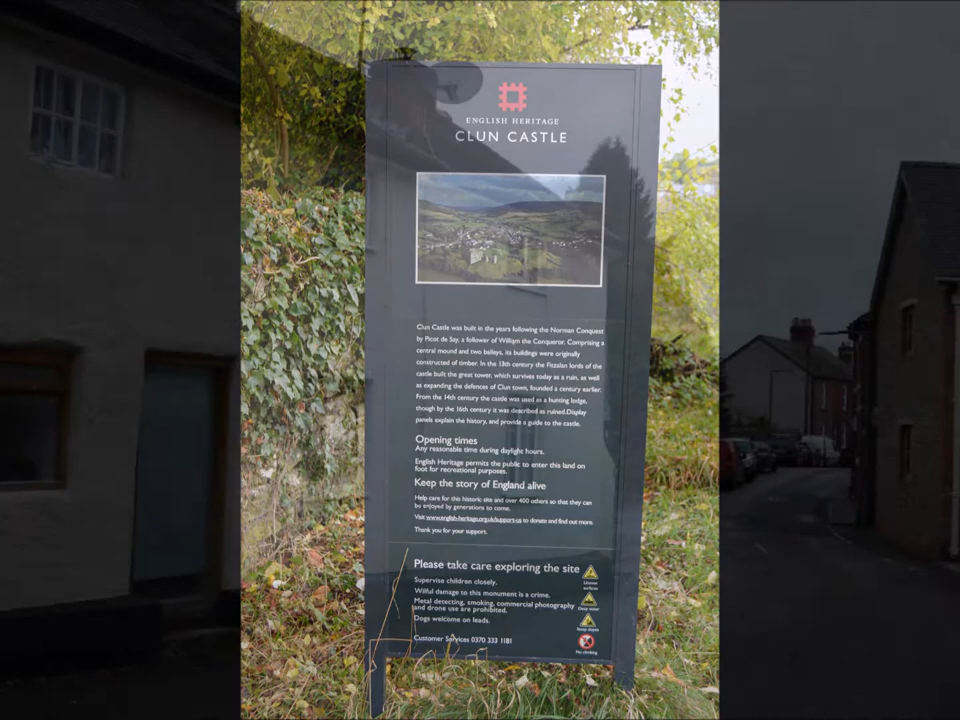 ENGLISH HERITAGE
CLUN CASTLE
Clun Castle was built in the years following the Norman Conquest
by Picot de Say, a follower of William the Conqueror. Comprising a
central mound and two baileys, its buildings were originally
constructed of timber. In the 13th century the Fitzalan lords of the
castle built the great tower, which survives today as a ruin, as well
as expanding the defences of Clun town, founded a century earlier.
From the 14th century the castle was used as a hunting lodge,
though by the 16th century it was described as ruined.Display
panels explain the history, and provide a guide to the castle.
Opening times
Any reasonable time during daylight hours.
English Heritage permits the public to enter this land on
foot for recreational purposes.
Keep the story of England alive
Help care for this historic site and over 400 others so that they can
be enjoyed by generations to come.
Visit www.english-heritage.org.uk/support-us to donate and find out more.
Thank you for your support.
Please take care exploring the site
Supervise children closely.
Wilful damage to this monument is a crime.
Metal detecting, smoking, commercial photography
and drone use are prohibited.
Dogs welcome on leads.
Customer Services 0370 333 1181
Uneven
surfaces
Deep water
Steep slopes
No climbing